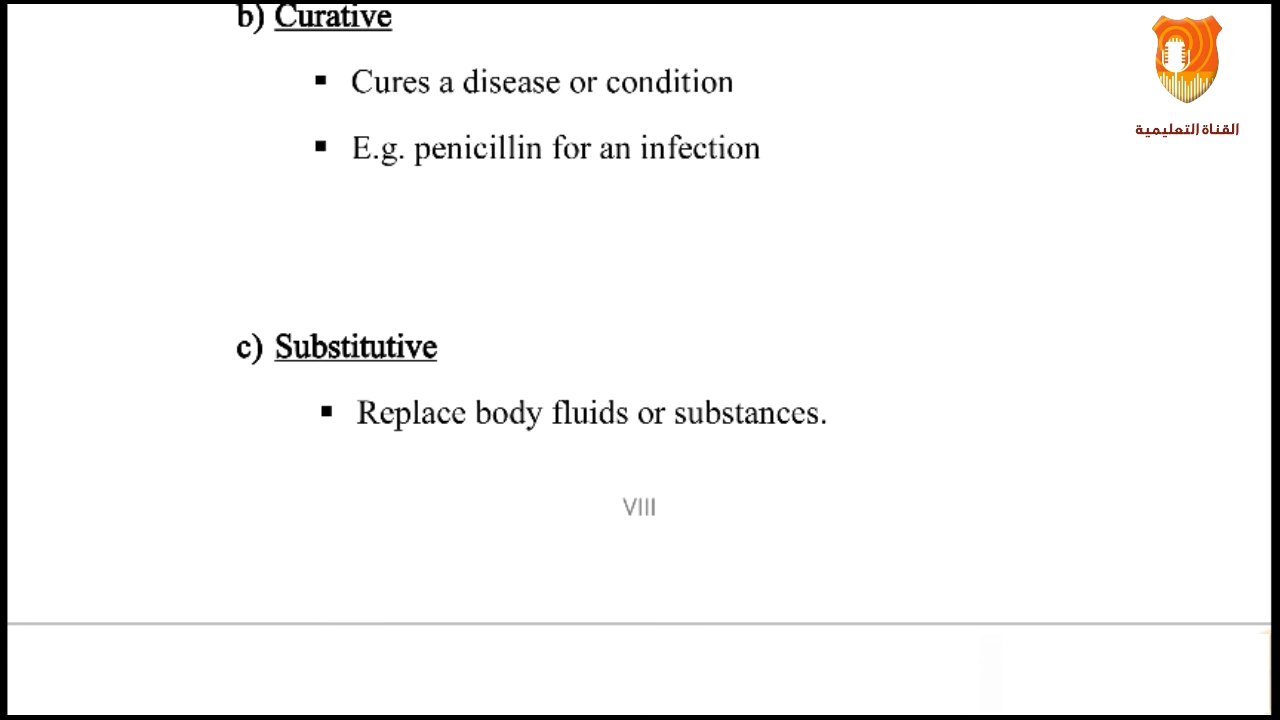 b) Curative
▪ Cures a disease or condition
▪ E.g. penicillin for an infection
القناة التعليمية
c) Substitutive
▪ Replace body fluids or substances.
VIII